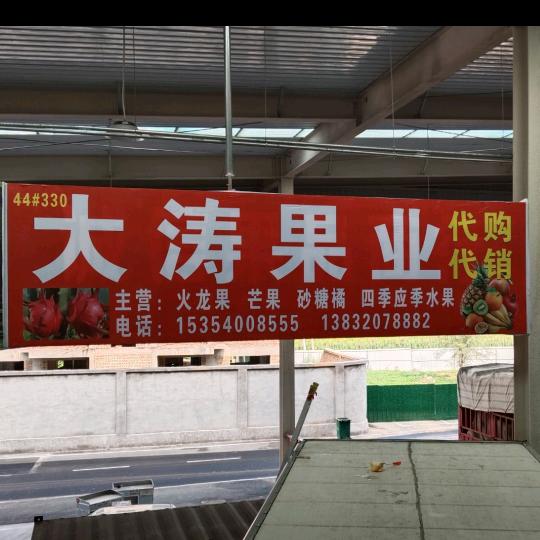 44#330
大涛果业
代购
代销
主营：火龙果 芒果 砂糖橘 四季应季水果
电话：15354008555 13832078882